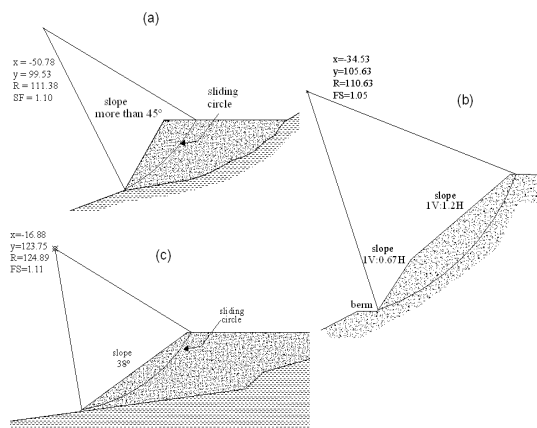 (a)
x = -50.78
y = 99.53
R = 111.38
SF = 1.10
slope
more than 45°
sliding
circle
x=-34.53
y=105.63
R=110.63
FS=1.05
(b)
slope
1V:1.2H
slope
1V:0.67H
berm
x=-16.88
y=123.75
R=124.89
FS=1.11
(c)
sliding
circle
slope
38°